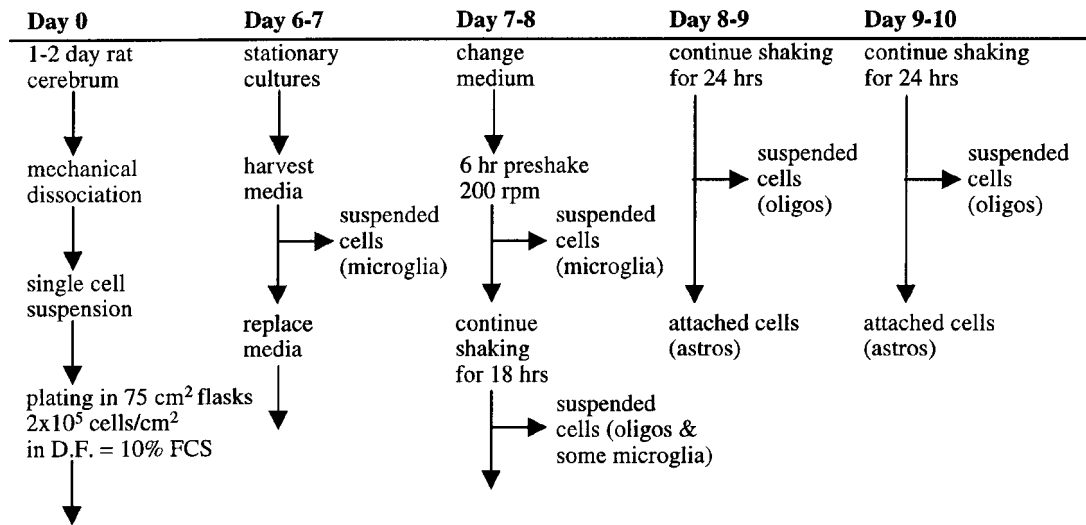 Day 0
1-2 day rat
cerebrum
mechanical
dissociation
single cell
suspension
plating in 75 cm² flasks
2x10⁵ cells/cm²
in D.F. = 10% FCS
Day 6-7
stationary
cultures
harvest
media
suspended
cells
(microglia)
replace
media
Day 7-8
change
medium
6 hr preshake
200 rpm
suspended
cells
(microglia)
continue
shaking
for 18 hrs
suspended
cells (oligos &
some microglia)
Day 8-9
continue shaking
for 24 hrs
suspended
cells
(oligos)
attached cells
(astros)
Day 9-10
continue shaking
for 24 hrs
suspended
cells
(oligos)
attached cells
(astros)